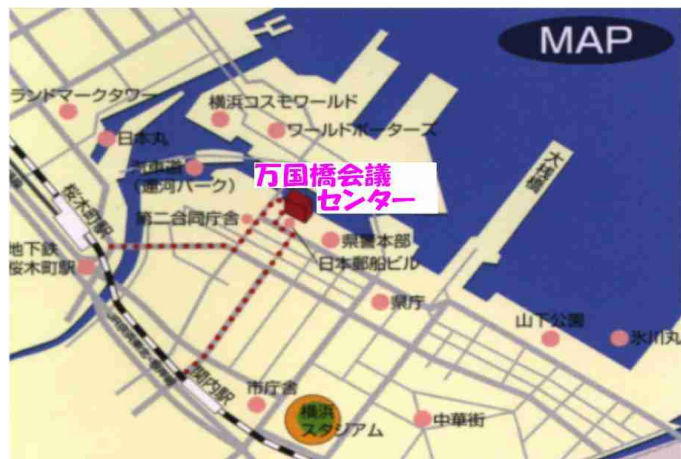 MAP
ランドマークタワー
日本丸
横浜コスモワールド
ワールドポーターズ
汽車道
(運河パーク)
万国橋会議
センター
大桟橋
桜木町駅
第二合同庁舎
県警本部
日本郵船ビル
地下鉄
桜木町駅
県庁
山下公園
氷川丸
関内駅
市庁舎
横浜
スタジアム
中華街